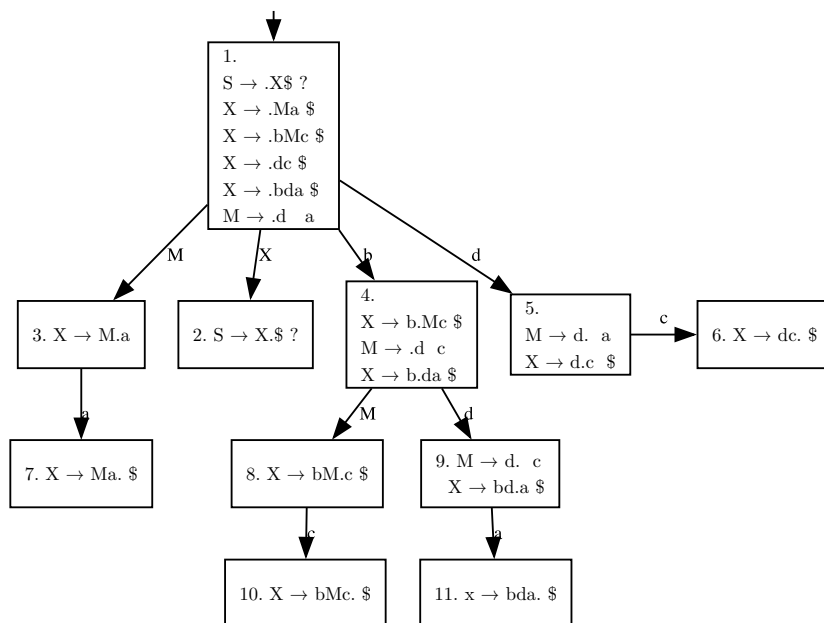 1.
S → .X$ ?
X → .Ma $
X → .bMc $
X → .dc $
X → .bda $
M → .d a
M
X
b
d
3. X → M.a
2. S → X.$ ?
4.
X → b.Mc $
M → .d c
X → b.da $
5.
M → d. a
X → d.c $
c
6. X → dc. $
a
M
d
7. X → Ma. $
8. X → bM.c $
9. M → d. c
X → bd.a $
c
a
10. X → bMc. $
11. x → bda. $